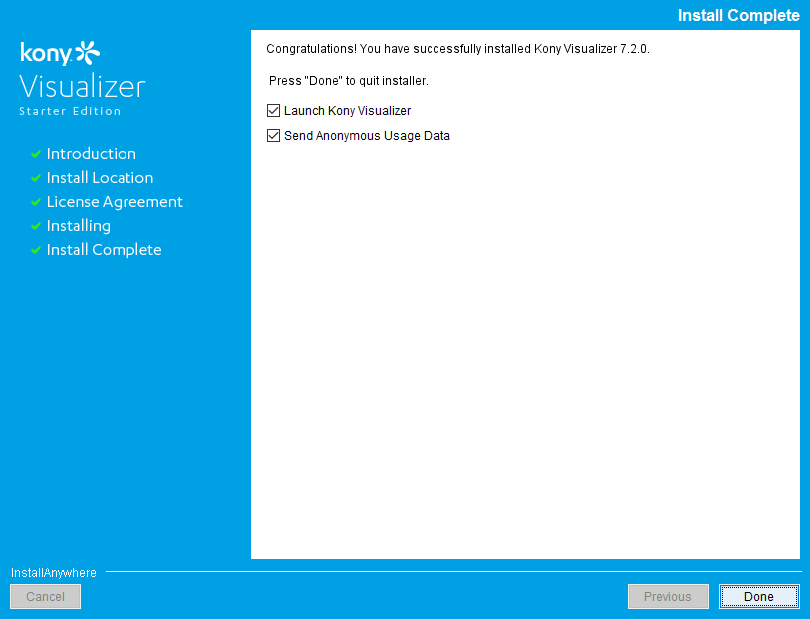 Install Complete
kony
Visualizer
Starter Edition
Introduction
Install Location
License Agreement
Installing
Install Complete
Congratulations! You have successfully installed Kony Visualizer 7.2.0.
Press "Done" to quit installer.
Launch Kony Visualizer
Send Anonymous Usage Data
InstallAnywhere
Cancel
Previous
Done